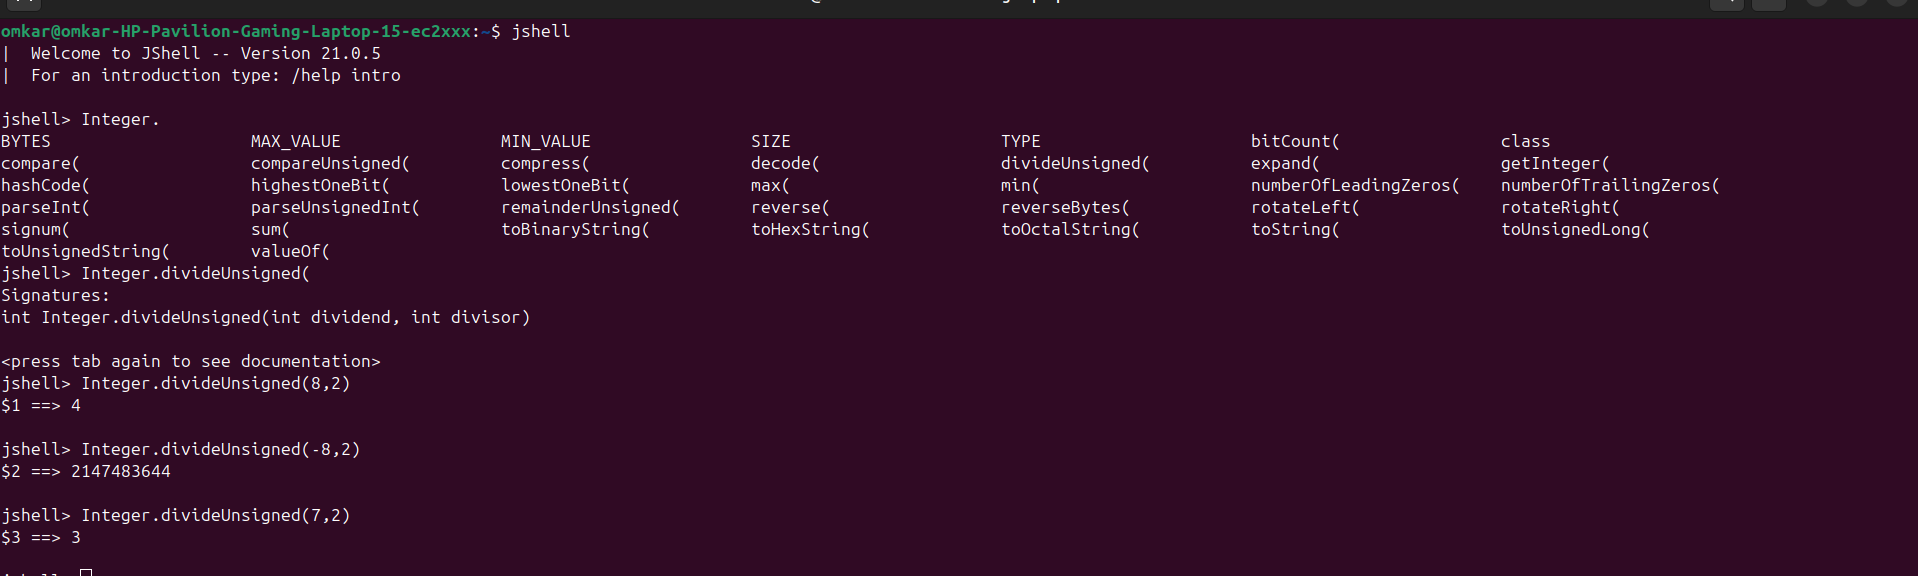 omkar@omkar-HP-Pavilion-Gaming-Laptop-15-ec2xxx:~$ jshell
|  Welcome to JShell -- Version 21.0.5
|  For an introduction type: /help intro
jshell> Integer.
BYTES MAX_VALUE MIN_VALUE SIZE TYPE bitCount( class
compare( compareUnsigned( compress( decode( divideUnsigned( expand( getInteger(
hashCode( highestOneBit( lowestOneBit( max( min( numberOfLeadingZeros( numberOfTrailingZeros(
parseInt( parseUnsignedInt( remainderUnsigned( reverse( reverseBytes( rotateLeft( rotateRight(
signum( sum( toBinaryString( toHexString( toOctalString( toString( toUnsignedLong(
toUnsignedString( valueOf(
jshell> Integer.divideUnsigned(
Signatures:
int Integer.divideUnsigned(int dividend, int divisor)
<press tab again to see documentation>
jshell> Integer.divideUnsigned(8,2)
$1 ==> 4
jshell> Integer.divideUnsigned(-8,2)
$2 ==> 2147483644
jshell> Integer.divideUnsigned(7,2)
$3 ==> 3